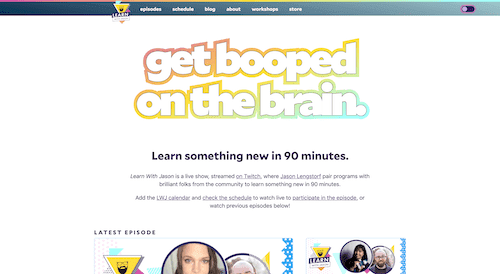 LEARN
episodes schedule blog about workshops store
get booped
on the brain.
Learn something new in 90 minutes.
Learn With Jason is a live show, streamed on Twitch, where Jason Lengstorf pair programs with
brilliant folks from the community to learn something new in 90 minutes.
Add the LWJ calendar and check the schedule to watch live to participate in the episode, or
watch previous episodes below!
LATEST EPISODE
LEARN